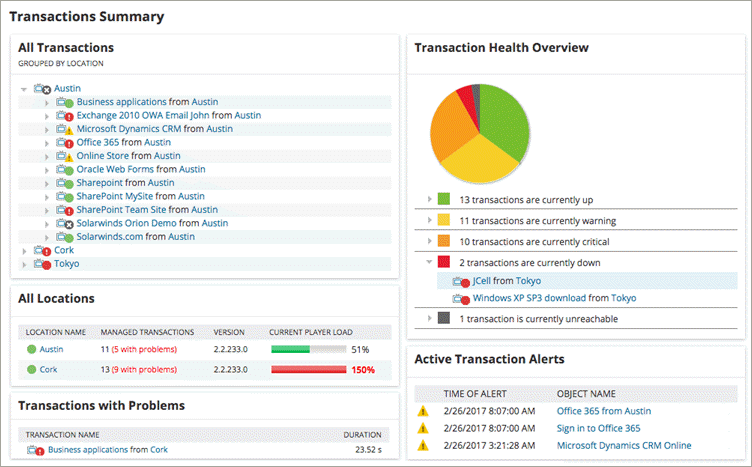 Transactions Summary
All Transactions
GROUPED BY LOCATION
Austin
Business applications from Austin
Exchange 2010 OWA Email John from Austin
Microsoft Dynamics CRM from Austin
Office 365 from Austin
Online Store from Austin
Oracle Web Forms from Austin
Sharepoint from Austin
SharePoint MySite from Austin
SharePoint Team Site from Austin
Solarwinds Orion Demo from Austin
Solarwinds.com from Austin
Cork
Tokyo
All Locations
LOCATION NAME MANAGED TRANSACTIONS VERSION CURRENT PLAYER LOAD
Austin 11 (5 with problems) 2.2.233.0 51%
Cork 13 (9 with problems) 2.2.233.0 150%
Transactions with Problems
TRANSACTION NAME DURATION
Business applications from Cork 23.52 s
Transaction Health Overview
13 transactions are currently up
11 transactions are currently warning
10 transactions are currently critical
2 transactions are currently down
JCell from Tokyo
Windows XP SP3 download from Tokyo
1 transaction is currently unreachable
Active Transaction Alerts
TIME OF ALERT OBJECT NAME
2/26/2017 8:07:00 AM Office 365 from Austin
2/26/2017 8:07:00 AM Sign in to Office 365
2/26/2017 3:21:28 AM Microsoft Dynamics CRM Online